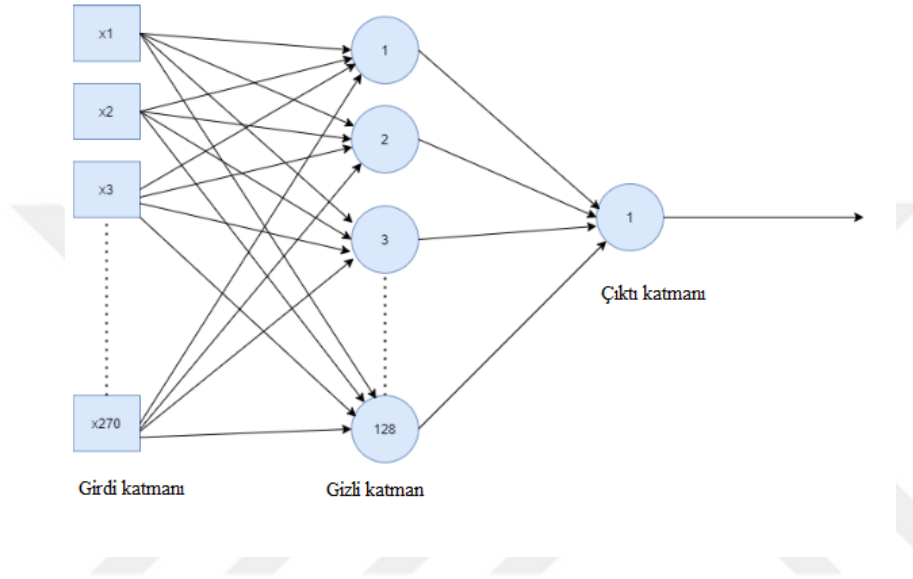 x1
x2
x3
x270
Girdi katmanı
1
2
3
128
Gizli katman
1
Çıktı katmanı